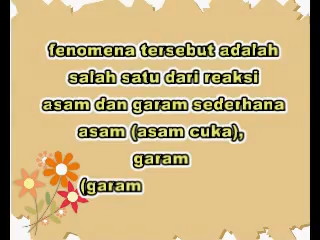 fenomena tersebut adalah
salah satu dari reaksi
asam dan garam sederhana
asam (asam cuka),
garam
(garam